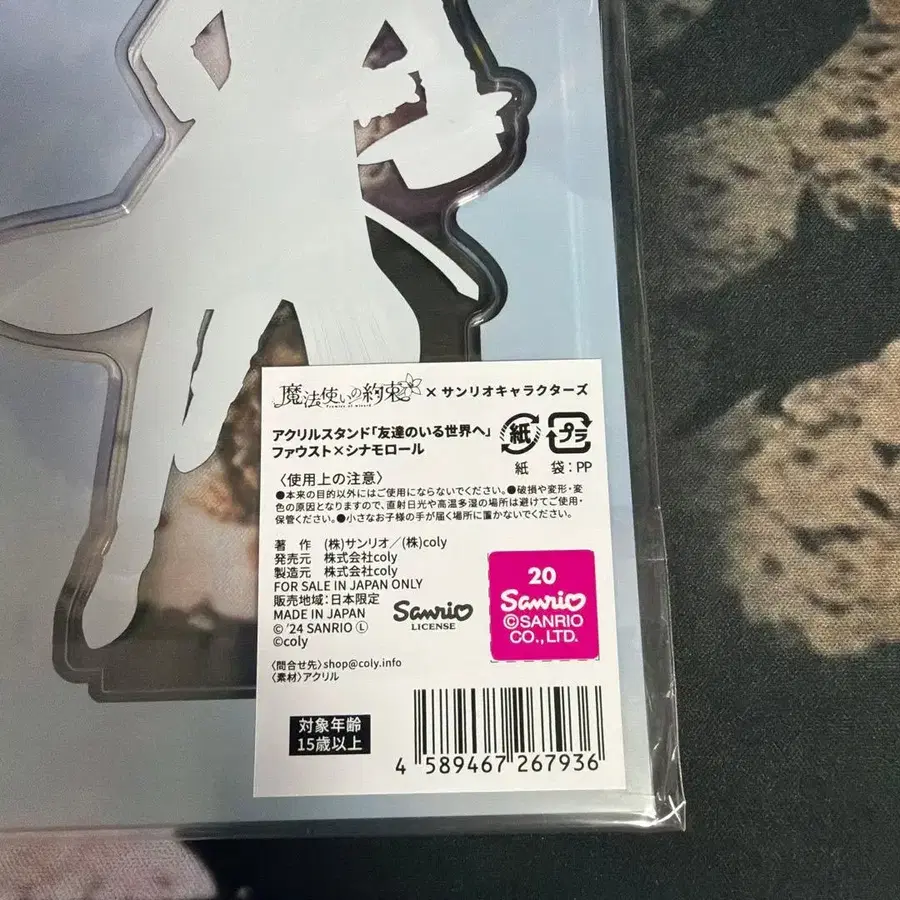 魔法使いの約束 × サンリオキャラクターズ
Promise of wizard
アクリルスタンド「友達のいる世界へ」
ファウスト×シナモロール
紙 プラ
紙 袋:PP
〈使用上の注意〉
●本来の目的以外にはご使用にならないでください。●破損や変形・変
色の原因となりますので、直射日光や高温多湿の場所は避けてご使用・
保管ください。●小さなお子様の手が届く場所に置かないでください。
著 作 (株)サンリオ/(株)coly
発売元 株式会社coly
製造元 株式会社coly
FOR SALE IN JAPAN ONLY
販売地域:日本限定
MADE IN JAPAN
© '24 SANRIO Ⓛ
©coly
Sanrio
LICENSE
20
Sanrio
©SANRIO
CO.,LTD.
〈問合せ先〉shop@coly.info
〈素材〉アクリル
対象年齢
15歳以上
4 589467 267936